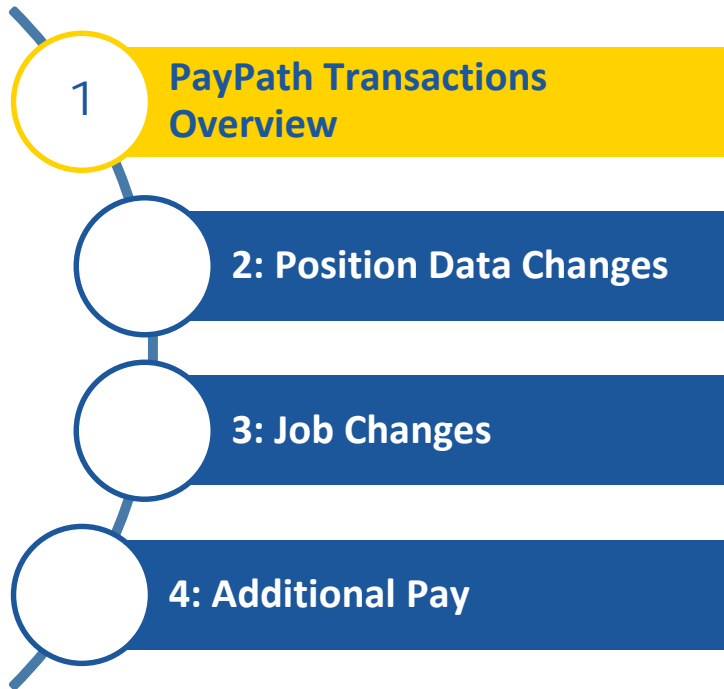 1
PayPath Transactions
Overview
2: Position Data Changes
3: Job Changes
4: Additional Pay